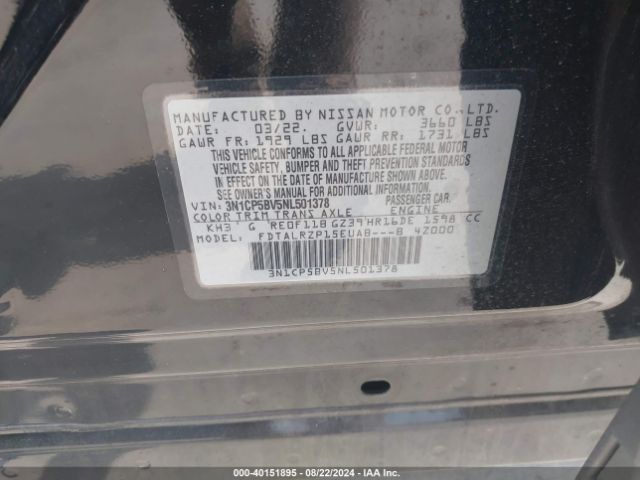 MANUFACTURED BY NISSAN MOTOR CO.,LTD.
DATE: 03/22. GVWR: 3660 LBS
GAWR FR: 1929 LBS GAWR RR: 1731 LBS
THIS VEHICLE CONFORMS TO ALL APPLICABLE FEDERAL MOTOR
VEHICLE SAFETY, BUMPER, AND THEFT PREVENTION STANDARDS
IN EFFECT ON THE DATE OF MANUFACTURE SHOWN ABOVE.
SEE OWNER'S MANUAL FOR ADDITIONAL INFORMATION.
VIN: 3N1CP5BV5NL501378 PASSENGER CAR.
COLOR TRIM TRANS AXLE ENGINE
KH3 G RE0F11B GZ39 HR16DE 1598 CC
MODEL: FDTALRZP15EUAB---B 42000
3N1CP5BV5NL501378
000-40151895 - 08/22/2024 - IAA Inc.